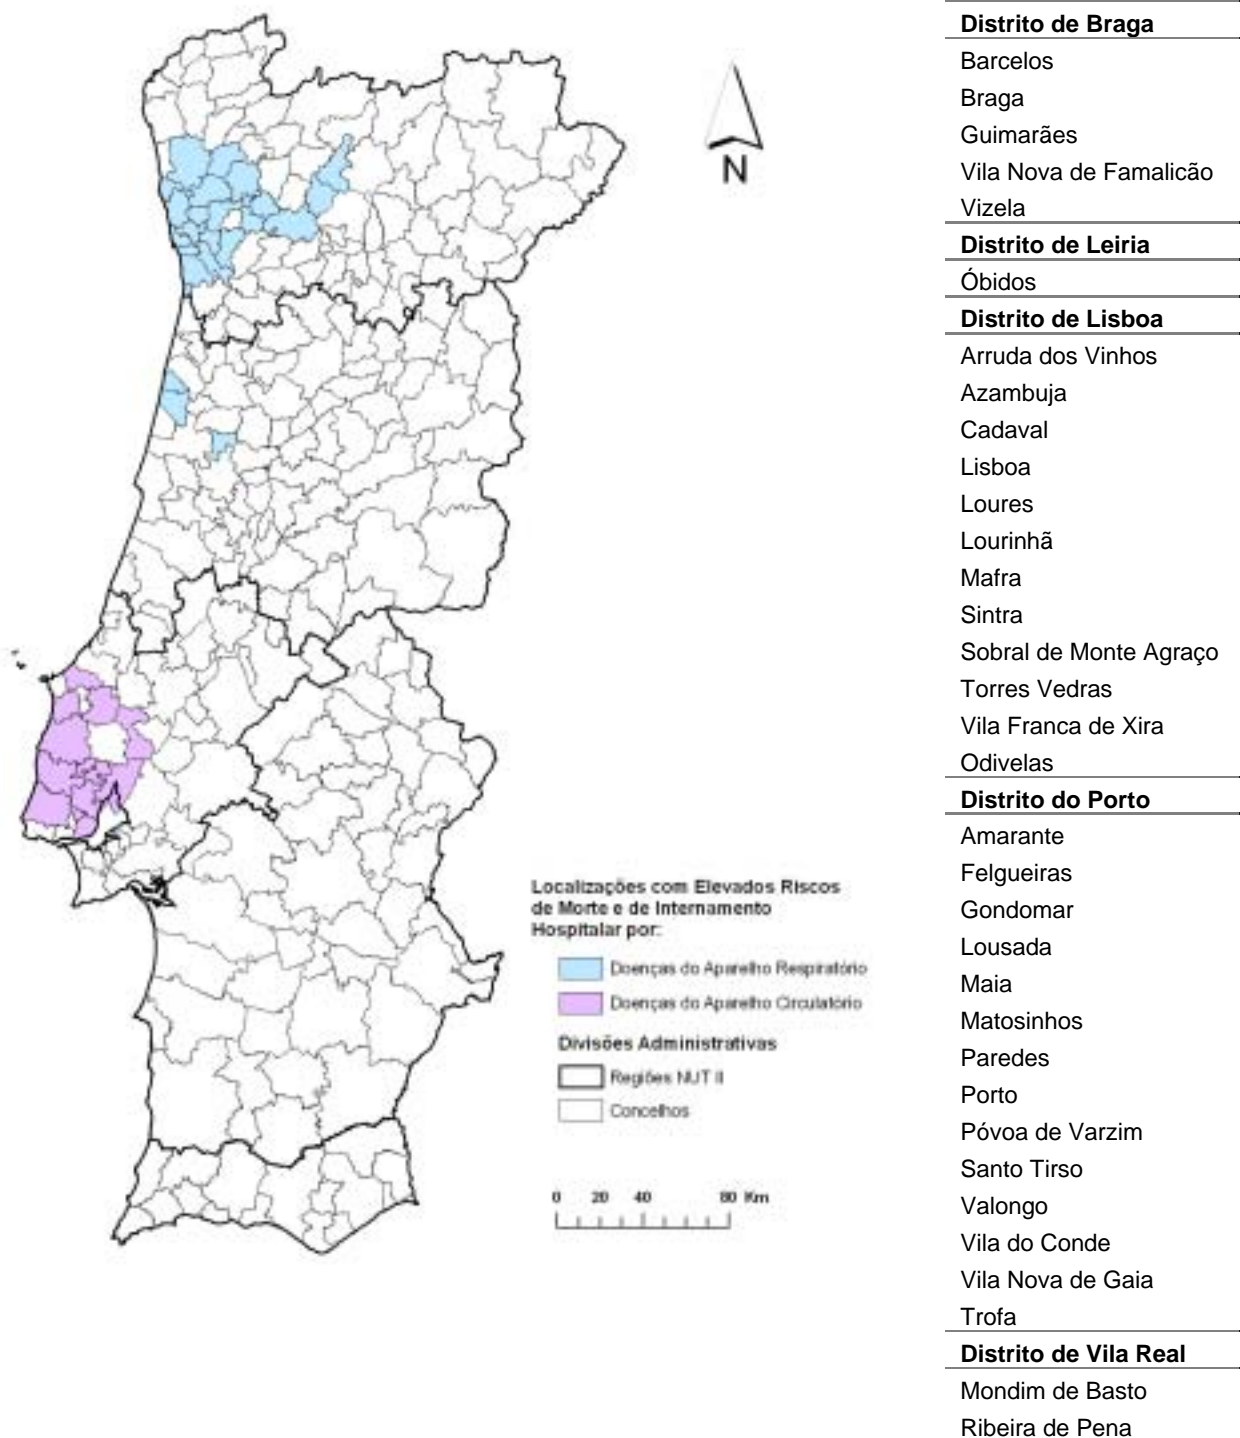 N
Localizações com Elevados Riscos
de Morte e de Internamento
Hospitalar por:
Doenças do Aparelho Respiratório
Doenças do Aparelho Circulatório
Divisões Administrativas
Regiões NUT II
Concelhos
0 20 40 80 Km
Distrito de Braga
Barcelos
Braga
Guimarães
Vila Nova de Famalicão
Vizela
Distrito de Leiria
Óbidos
Distrito de Lisboa
Arruda dos Vinhos
Azambuja
Cadaval
Lisboa
Loures
Lourinhã
Mafra
Sintra
Sobral de Monte Agraço
Torres Vedras
Vila Franca de Xira
Odivelas
Distrito do Porto
Amarante
Felgueiras
Gondomar
Lousada
Maia
Matosinhos
Paredes
Porto
Póvoa de Varzim
Santo Tirso
Valongo
Vila do Conde
Vila Nova de Gaia
Trofa
Distrito de Vila Real
Mondim de Basto
Ribeira de Pena